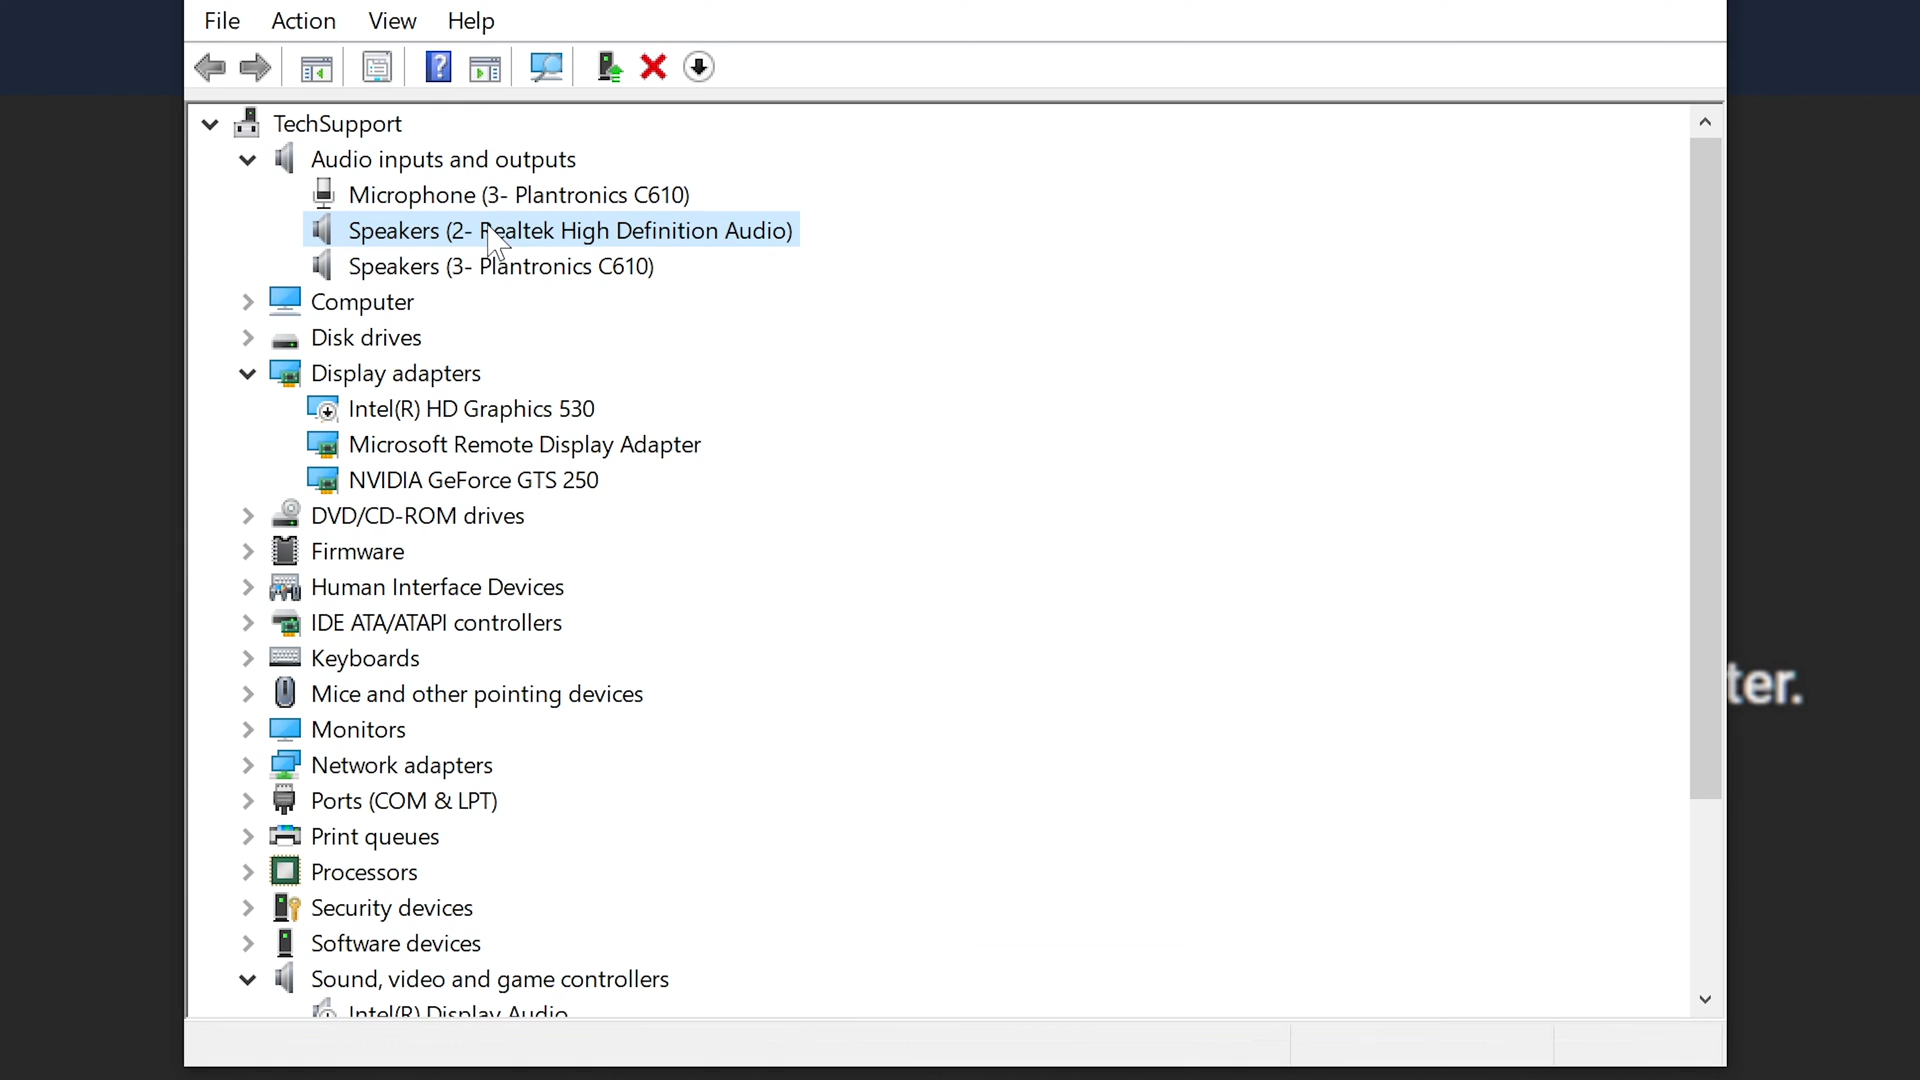 File Action View Help
TechSupport
Audio inputs and outputs
Microphone (3- Plantronics C610)
Speakers (2- Realtek High Definition Audio)
Speakers (3- Plantronics C610)
Computer
Disk drives
Display adapters
Intel(R) HD Graphics 530
Microsoft Remote Display Adapter
NVIDIA GeForce GTS 250
DVD/CD-ROM drives
Firmware
Human Interface Devices
IDE ATA/ATAPI controllers
Keyboards
Mice and other pointing devices
Monitors
ter.
Network adapters
Ports (COM & LPT)
Print queues
Processors
Security devices
Software devices
Sound, video and game controllers
Intel(R) Display Audio